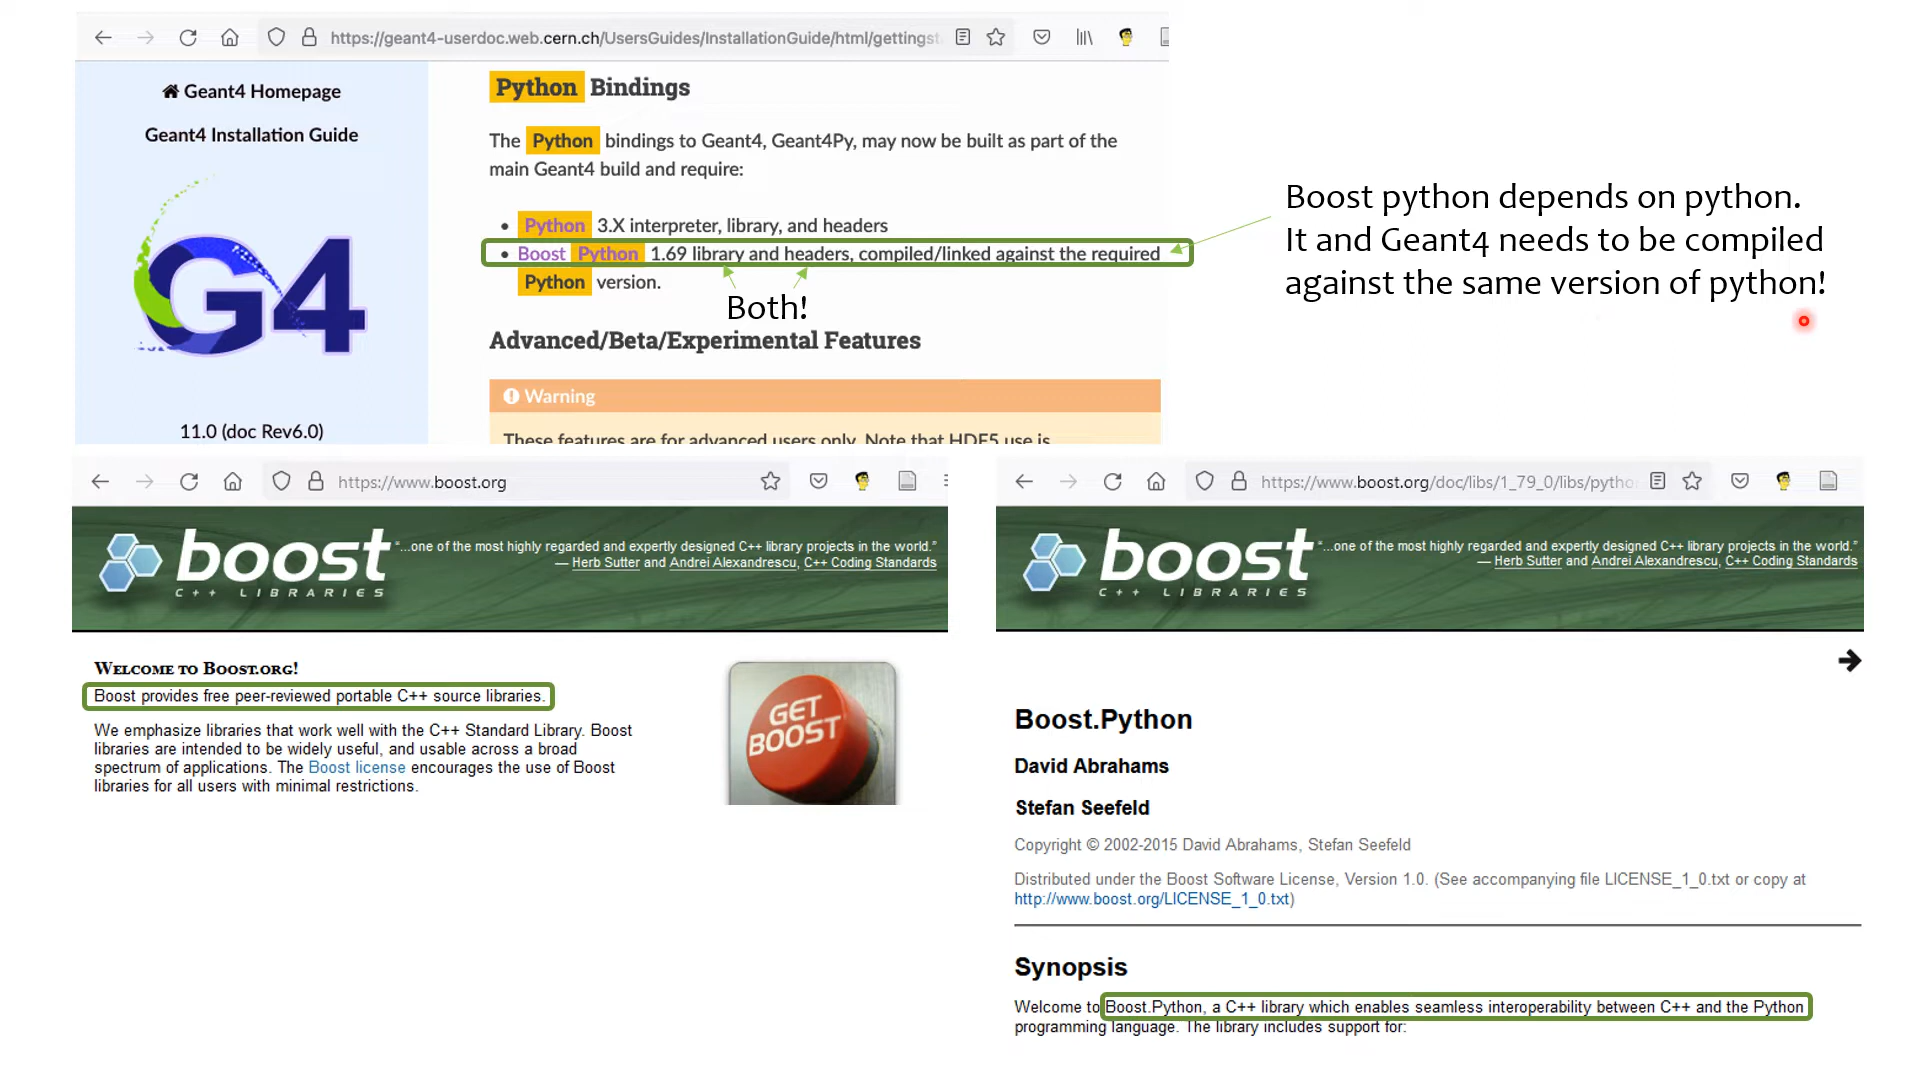 https://geant4-userdoc.web.cern.ch/UsersGuides/InstallationGuide/html/gettingst
Geant4 Homepage
Geant4 Installation Guide
G4
11.0 (doc Rev6.0)
Python Bindings
The Python bindings to Geant4, Geant4Py, may now be built as part of the
main Geant4 build and require:
• Python 3.X interpreter, library, and headers
• Boost Python 1.69 library and headers, compiled/linked against the required
Python version.
Both!
Advanced/Beta/Experimental Features
Warning
These features are for advanced users only. Note that HDF5 use is
Boost python depends on python.
It and Geant4 needs to be compiled
against the same version of python!
https://www.boost.org
boost
C++ LIBRARIES
“...one of the most highly regarded and expertly designed C++ library projects in the world.”
— Herb Sutter and Andrei Alexandrescu, C++ Coding Standards
WELCOME TO BOOST.ORG!
Boost provides free peer-reviewed portable C++ source libraries.
We emphasize libraries that work well with the C++ Standard Library. Boost
libraries are intended to be widely useful, and usable across a broad
spectrum of applications. The Boost license encourages the use of Boost
libraries for all users with minimal restrictions.
GET
BOOST
https://www.boost.org/doc/libs/1_79_0/libs/pytho
boost
C++ LIBRARIES
“...one of the most highly regarded and expertly designed C++ library projects in the world.”
— Herb Sutter and Andrei Alexandrescu, C++ Coding Standards
Boost.Python
David Abrahams
Stefan Seefeld
Copyright © 2002-2015 David Abrahams, Stefan Seefeld
Distributed under the Boost Software License, Version 1.0. (See accompanying file LICENSE_1_0.txt or copy at
http://www.boost.org/LICENSE_1_0.txt)
Synopsis
Welcome to Boost.Python, a C++ library which enables seamless interoperability between C++ and the Python
programming language. The library includes support for: